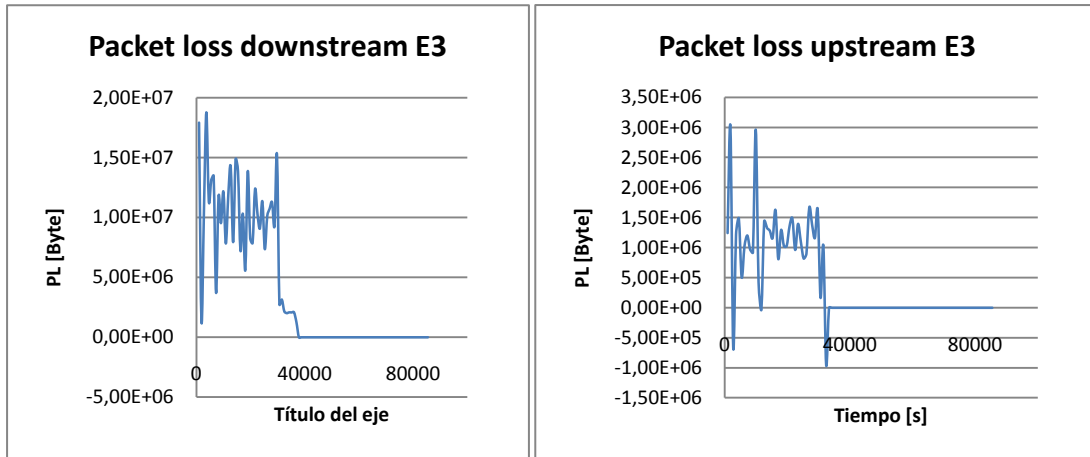 Packet loss downstream E3
2,00E+07
1,50E+07
1,00E+07
5,00E+06
0,00E+00
-5,00E+06
PL [Byte]
0 40000 80000
Título del eje
Packet loss upstream E3
3,50E+06
3,00E+06
2,50E+06
2,00E+06
1,50E+06
1,00E+06
5,00E+05
0,00E+00
-5,00E+05
-1,00E+06
-1,50E+06
PL [Byte]
0 40000 80000
Tiempo [s]